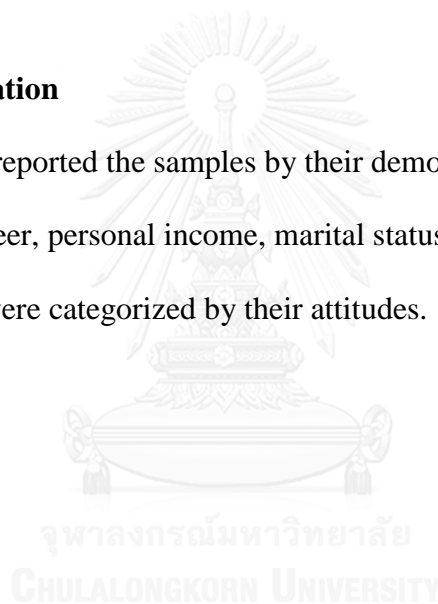 ation
reported the samples by their demo
eer, personal income, marital status
vere categorized by their attitudes.
จุฬาลงกรณ์มหาวิทยาลัย
CHULALONGKORN UNIVERSITY